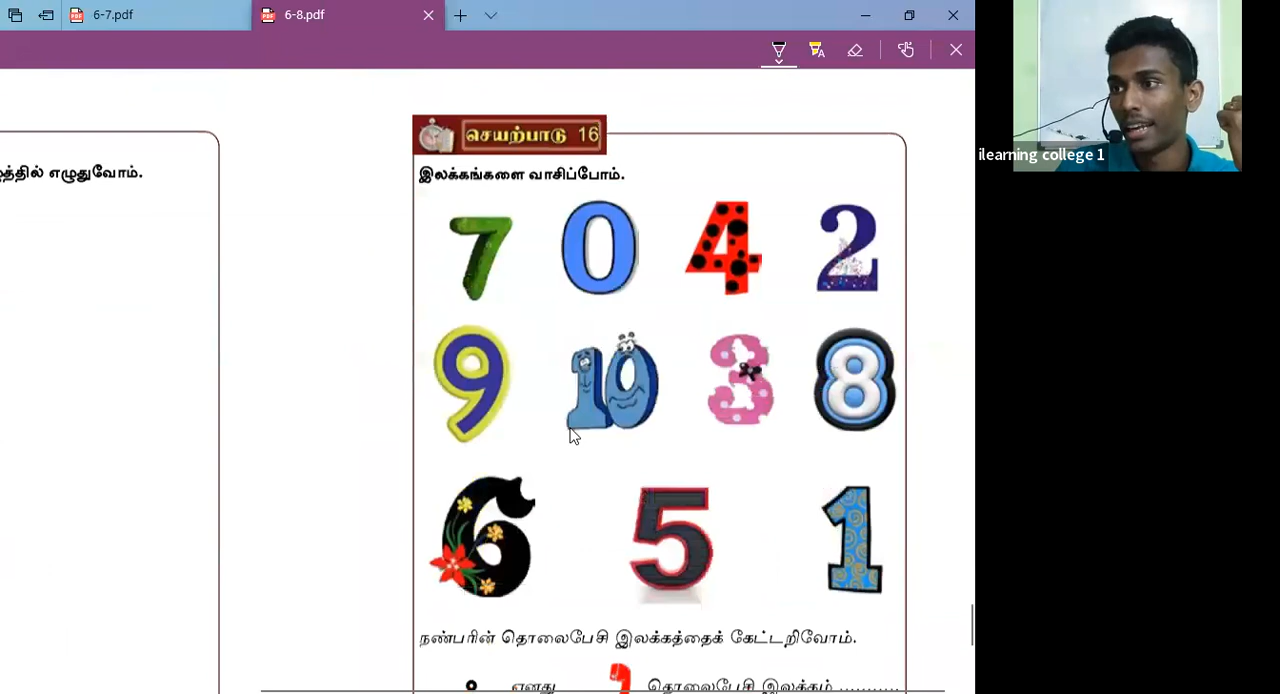 6-7.pdf
6-8.pdf
ilearning college 1
செயற்பாடு 16
எழுதுவோம்.
இலக்கங்களை வாசிப்போம்.
7 0 4 2
9 10 3 8
6 5 1
நண்பரின் தொலைபேசி இலக்கத்தைக் கேட்டறிவோம்.
எனது தொலைபேசி இலக்கம் ..........